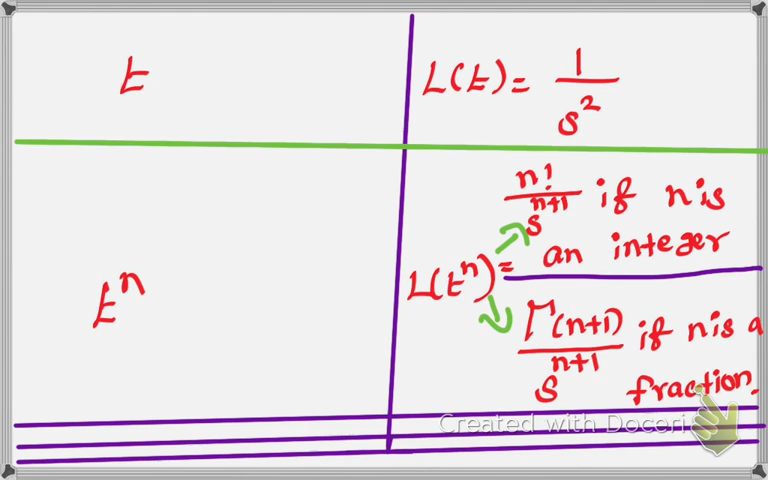 t
L(t) = 1/s²
tⁿ
L(tⁿ) =
n!/sⁿ⁺¹ if n is
an integer
Γ(n+1)/sⁿ⁺¹ if n is a
fraction.
Created with Doceri